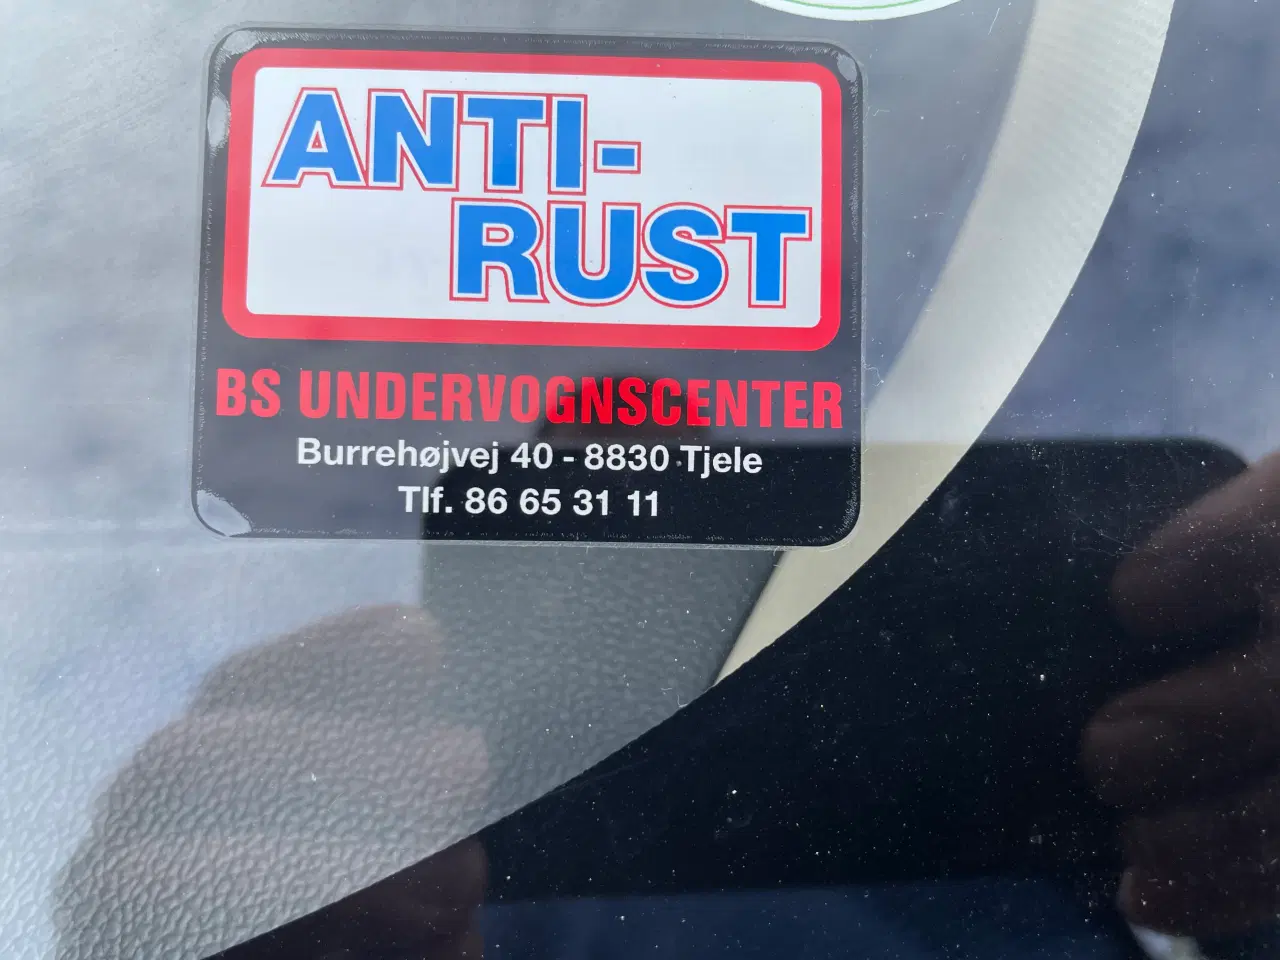 ANTI-
RUST
BS UNDERVOGNSCENTER
Burrehøjvej 40 - 8830 Tjele
Tlf. 86 65 31 11